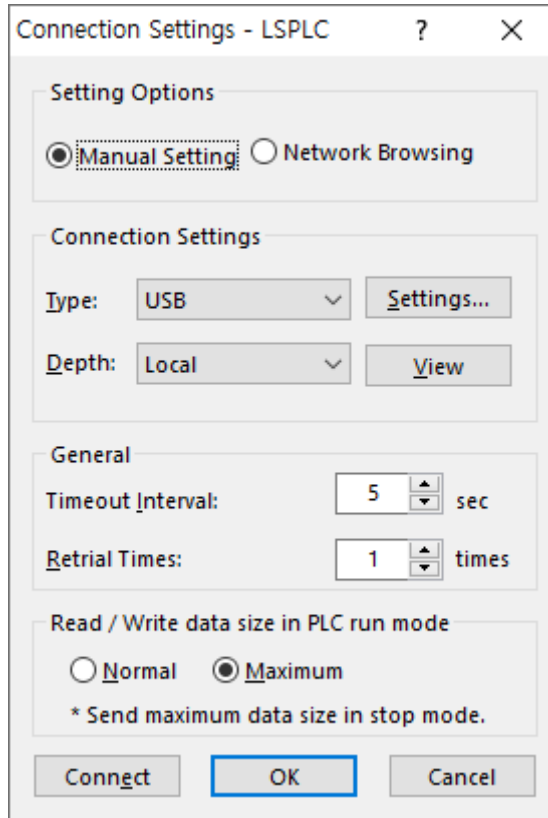 Connection Settings - LSPLC ?
Setting Options
Manual Setting Network Browsing
Connection Settings
Type: USB Settings...
Depth: Local View
General
Timeout Interval: 5 sec
Retrial Times: 1 times
Read / Write data size in PLC run mode
Normal Maximum
* Send maximum data size in stop mode.
Connect OK Cancel